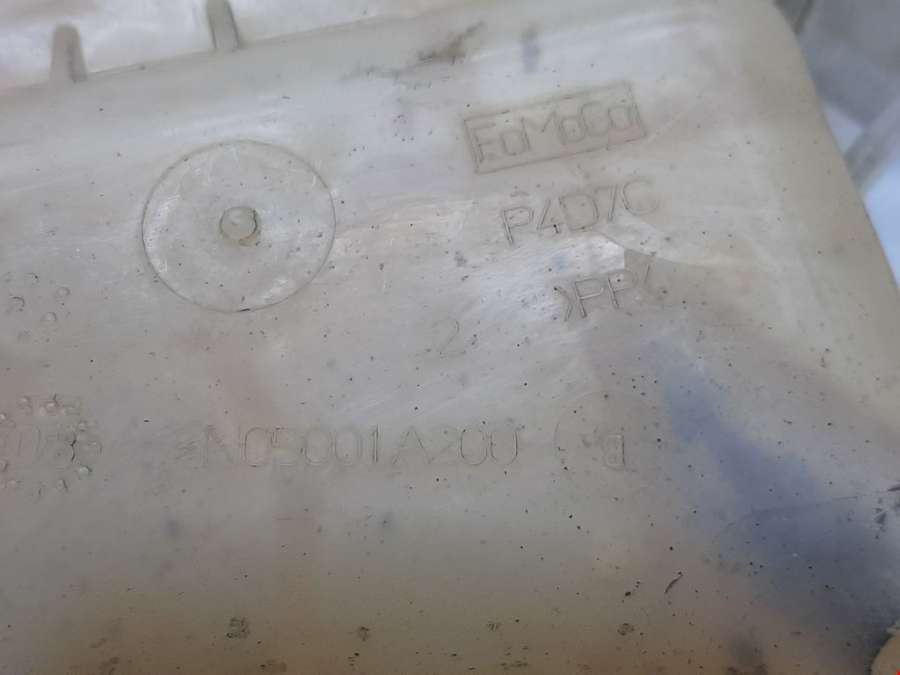 FoMoCo
P4D7C
>PP<
2
N05001A200